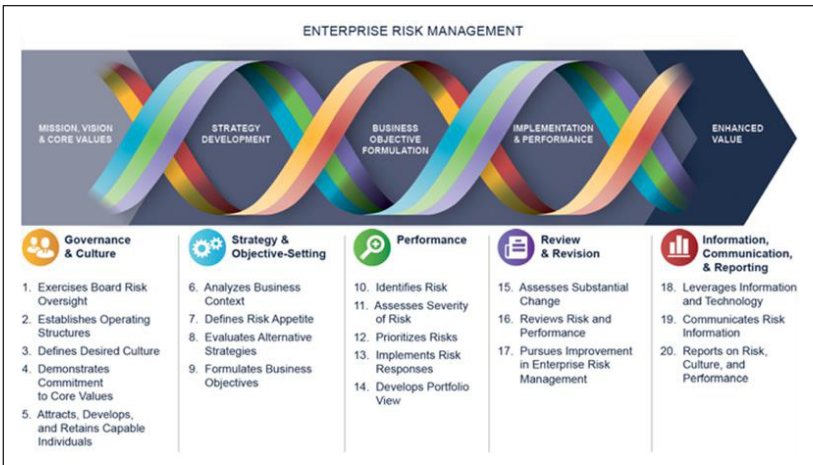 ENTERPRISE RISK MANAGEMENT
MISSION, VISION
& CORE VALUES
STRATEGY
DEVELOPMENT
BUSINESS
OBJECTIVE
FORMULATION
IMPLEMENTATION
& PERFORMANCE
ENHANCED
VALUE
Governance
& Culture
1. Exercises Board Risk
Oversight
2. Establishes Operating
Structures
3. Defines Desired Culture
4. Demonstrates
Commitment
to Core Values
5. Attracts, Develops,
and Retains Capable
Individuals
Strategy &
Objective-Setting
6. Analyzes Business
Context
7. Defines Risk Appetite
8. Evaluates Alternative
Strategies
9. Formulates Business
Objectives
Performance
10. Identifies Risk
11. Assesses Severity
of Risk
12. Prioritizes Risks
13. Implements Risk
Responses
14. Develops Portfolio
View
Review
& Revision
15. Assesses Substantial
Change
16. Reviews Risk and
Performance
17. Pursues Improvement
in Enterprise Risk
Management
Information,
Communication,
& Reporting
18. Leverages Information
and Technology
19. Communicates Risk
Information
20. Reports on Risk,
Culture, and
Performance